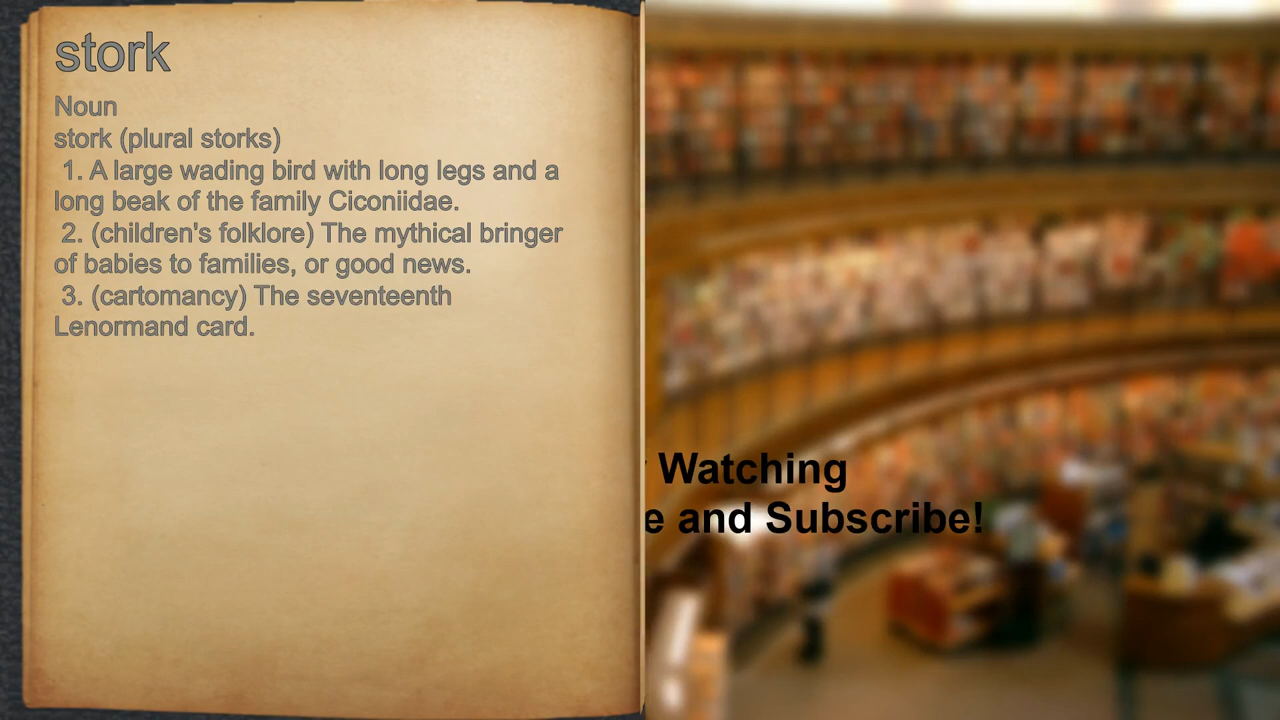 stork
Noun
stork (plural storks)
1. A large wading bird with long legs and a
long beak of the family Ciconiidae.
2. (children's folklore) The mythical bringer
of babies to families, or good news.
3. (cartomancy) The seventeenth
Lenormand card.
Watching
e and Subscribe!